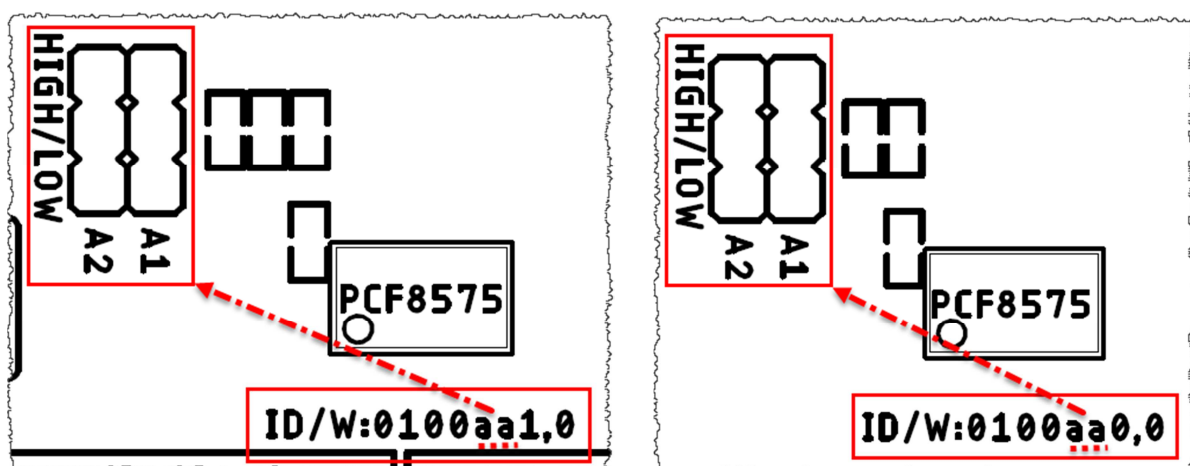 HIGH/LOW
A2
A1
PCF8575
ID/W:0100aa1,0
HIGH/LOW
A2
A1
PCF8575
ID/W:0100aa0,0